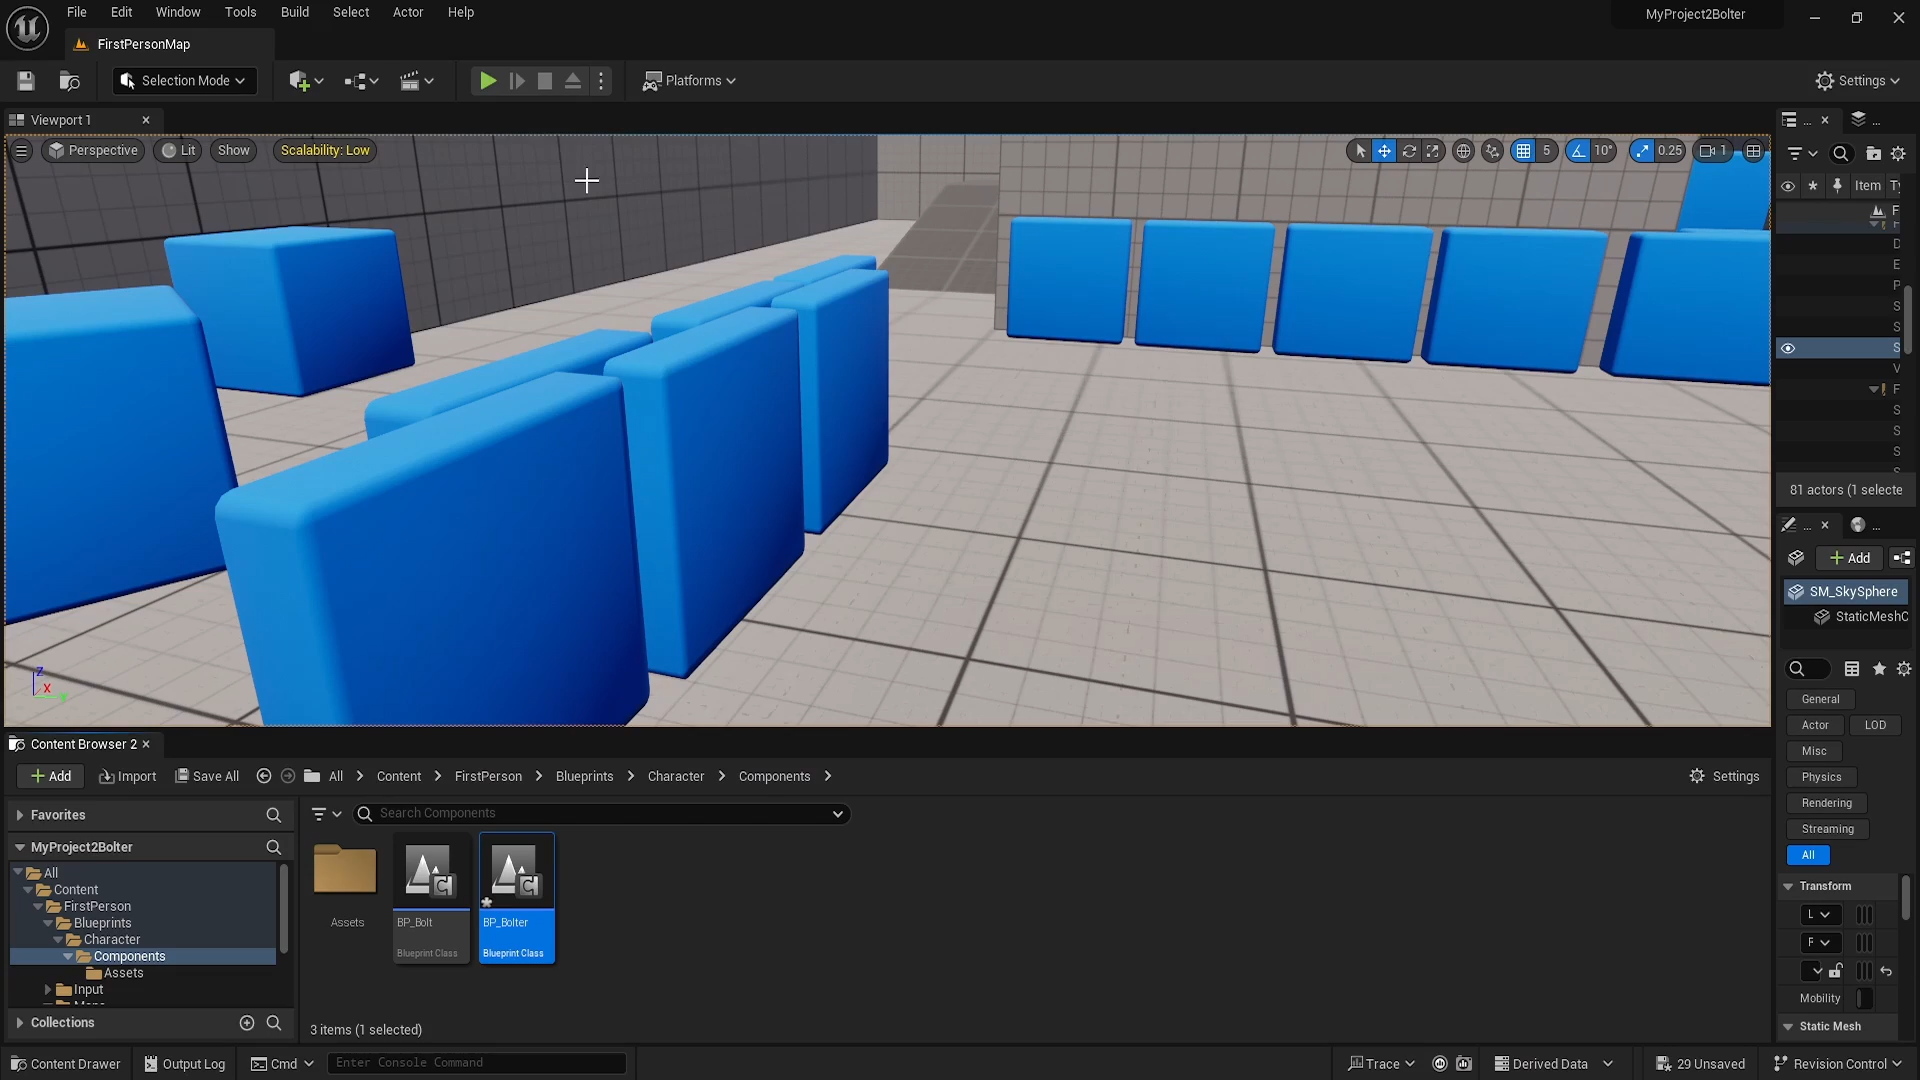 File Edit Window Tools Build Select Actor Help
MyProject2Bolter
FirstPersonMap
Selection Mode
Platforms
Settings
Viewport 1
...
...
Perspective
Lit
Show
Scalability: Low
5
10°
0.25
1
Item
Z
X
81 actors (1 selecte
...
...
Add
SM_SkySphere
StaticMeshC
General
Actor
LOD
Misc
Physics
Rendering
Streaming
All
Transform
L
F
Mobility
Static Mesh
Content Browser 2
Add
Import
Save All
All > Content > FirstPerson > Blueprints > Character > Components >
Settings
Favorites
Search Components
MyProject2Bolter
All
Content
FirstPerson
Blueprints
Character
Components
Assets
Input
Collections
Assets
BP_Bolt
Blueprint Class
BP_Bolter
Blueprint Class
3 items (1 selected)
Content Drawer
Output Log
Cmd
Enter Console Command
Trace
Derived Data
29 Unsaved
Revision Control